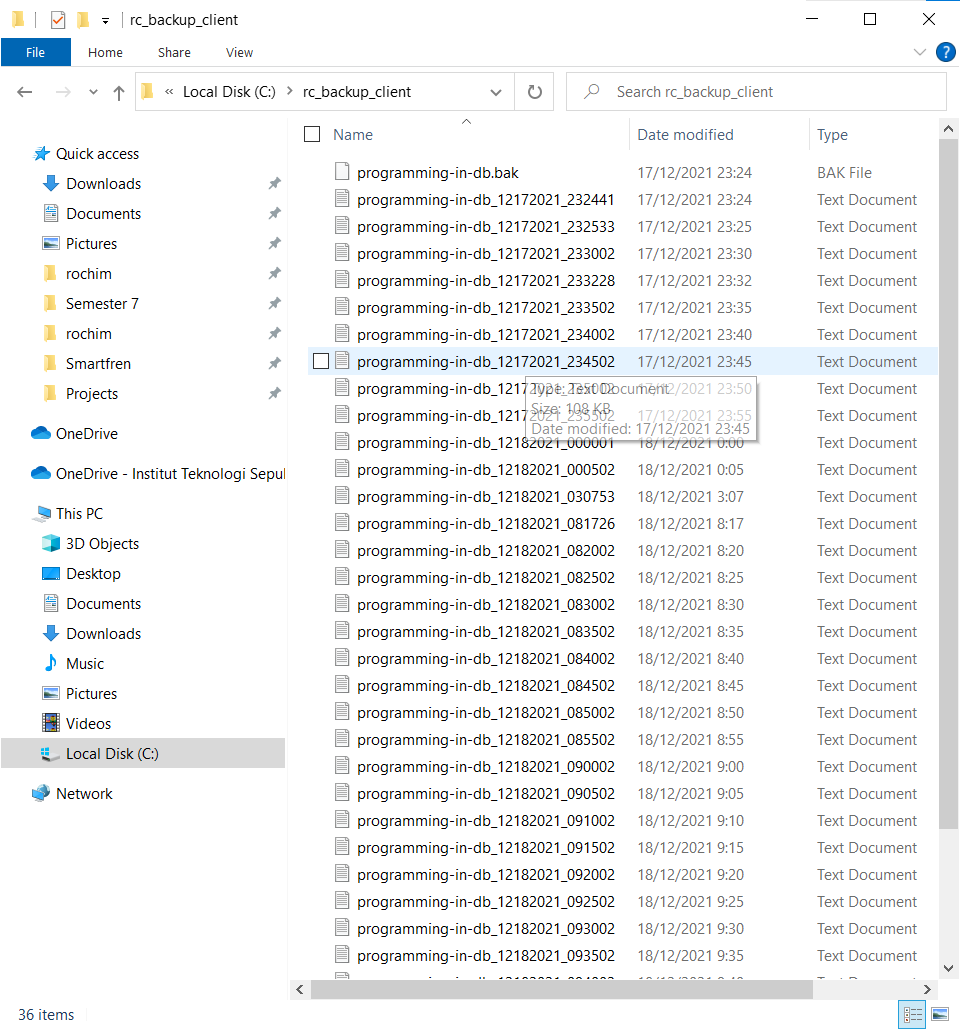 rc_backup_client
File Home Share View
« Local Disk (C:) > rc_backup_client
Search rc_backup_client
Quick access
Downloads
Documents
Pictures
rochim
Semester 7
rochim
Smartfren
Projects
OneDrive
OneDrive - Institut Teknologi Sepul
This PC
3D Objects
Desktop
Documents
Downloads
Music
Pictures
Videos
Local Disk (C:)
Network
Name Date modified Type
programming-in-db.bak 17/12/2021 23:24 BAK File
programming-in-db_12172021_232441 17/12/2021 23:24 Text Document
programming-in-db_12172021_232533 17/12/2021 23:25 Text Document
programming-in-db_12172021_233002 17/12/2021 23:30 Text Document
programming-in-db_12172021_233228 17/12/2021 23:32 Text Document
programming-in-db_12172021_233502 17/12/2021 23:35 Text Document
programming-in-db_12172021_234002 17/12/2021 23:40 Text Document
programming-in-db_12172021_234502 17/12/2021 23:45 Text Document
programming-in-db_12172021_235002 17/12/2021 23:50 Text Document
programming-in-db_12172021_235502 17/12/2021 23:55 Text Document
Type: Text Document
Size: 108 KB
Date modified: 17/12/2021 23:45
programming-in-db_12182021_000001 18/12/2021 0:00 Text Document
programming-in-db_12182021_000502 18/12/2021 0:05 Text Document
programming-in-db_12182021_030753 18/12/2021 3:07 Text Document
programming-in-db_12182021_081726 18/12/2021 8:17 Text Document
programming-in-db_12182021_082002 18/12/2021 8:20 Text Document
programming-in-db_12182021_082502 18/12/2021 8:25 Text Document
programming-in-db_12182021_083002 18/12/2021 8:30 Text Document
programming-in-db_12182021_083502 18/12/2021 8:35 Text Document
programming-in-db_12182021_084002 18/12/2021 8:40 Text Document
programming-in-db_12182021_084502 18/12/2021 8:45 Text Document
programming-in-db_12182021_085002 18/12/2021 8:50 Text Document
programming-in-db_12182021_085502 18/12/2021 8:55 Text Document
programming-in-db_12182021_090002 18/12/2021 9:00 Text Document
programming-in-db_12182021_090502 18/12/2021 9:05 Text Document
programming-in-db_12182021_091002 18/12/2021 9:10 Text Document
programming-in-db_12182021_091502 18/12/2021 9:15 Text Document
programming-in-db_12182021_092002 18/12/2021 9:20 Text Document
programming-in-db_12182021_092502 18/12/2021 9:25 Text Document
programming-in-db_12182021_093002 18/12/2021 9:30 Text Document
programming-in-db_12182021_093502 18/12/2021 9:35 Text Document
36 items